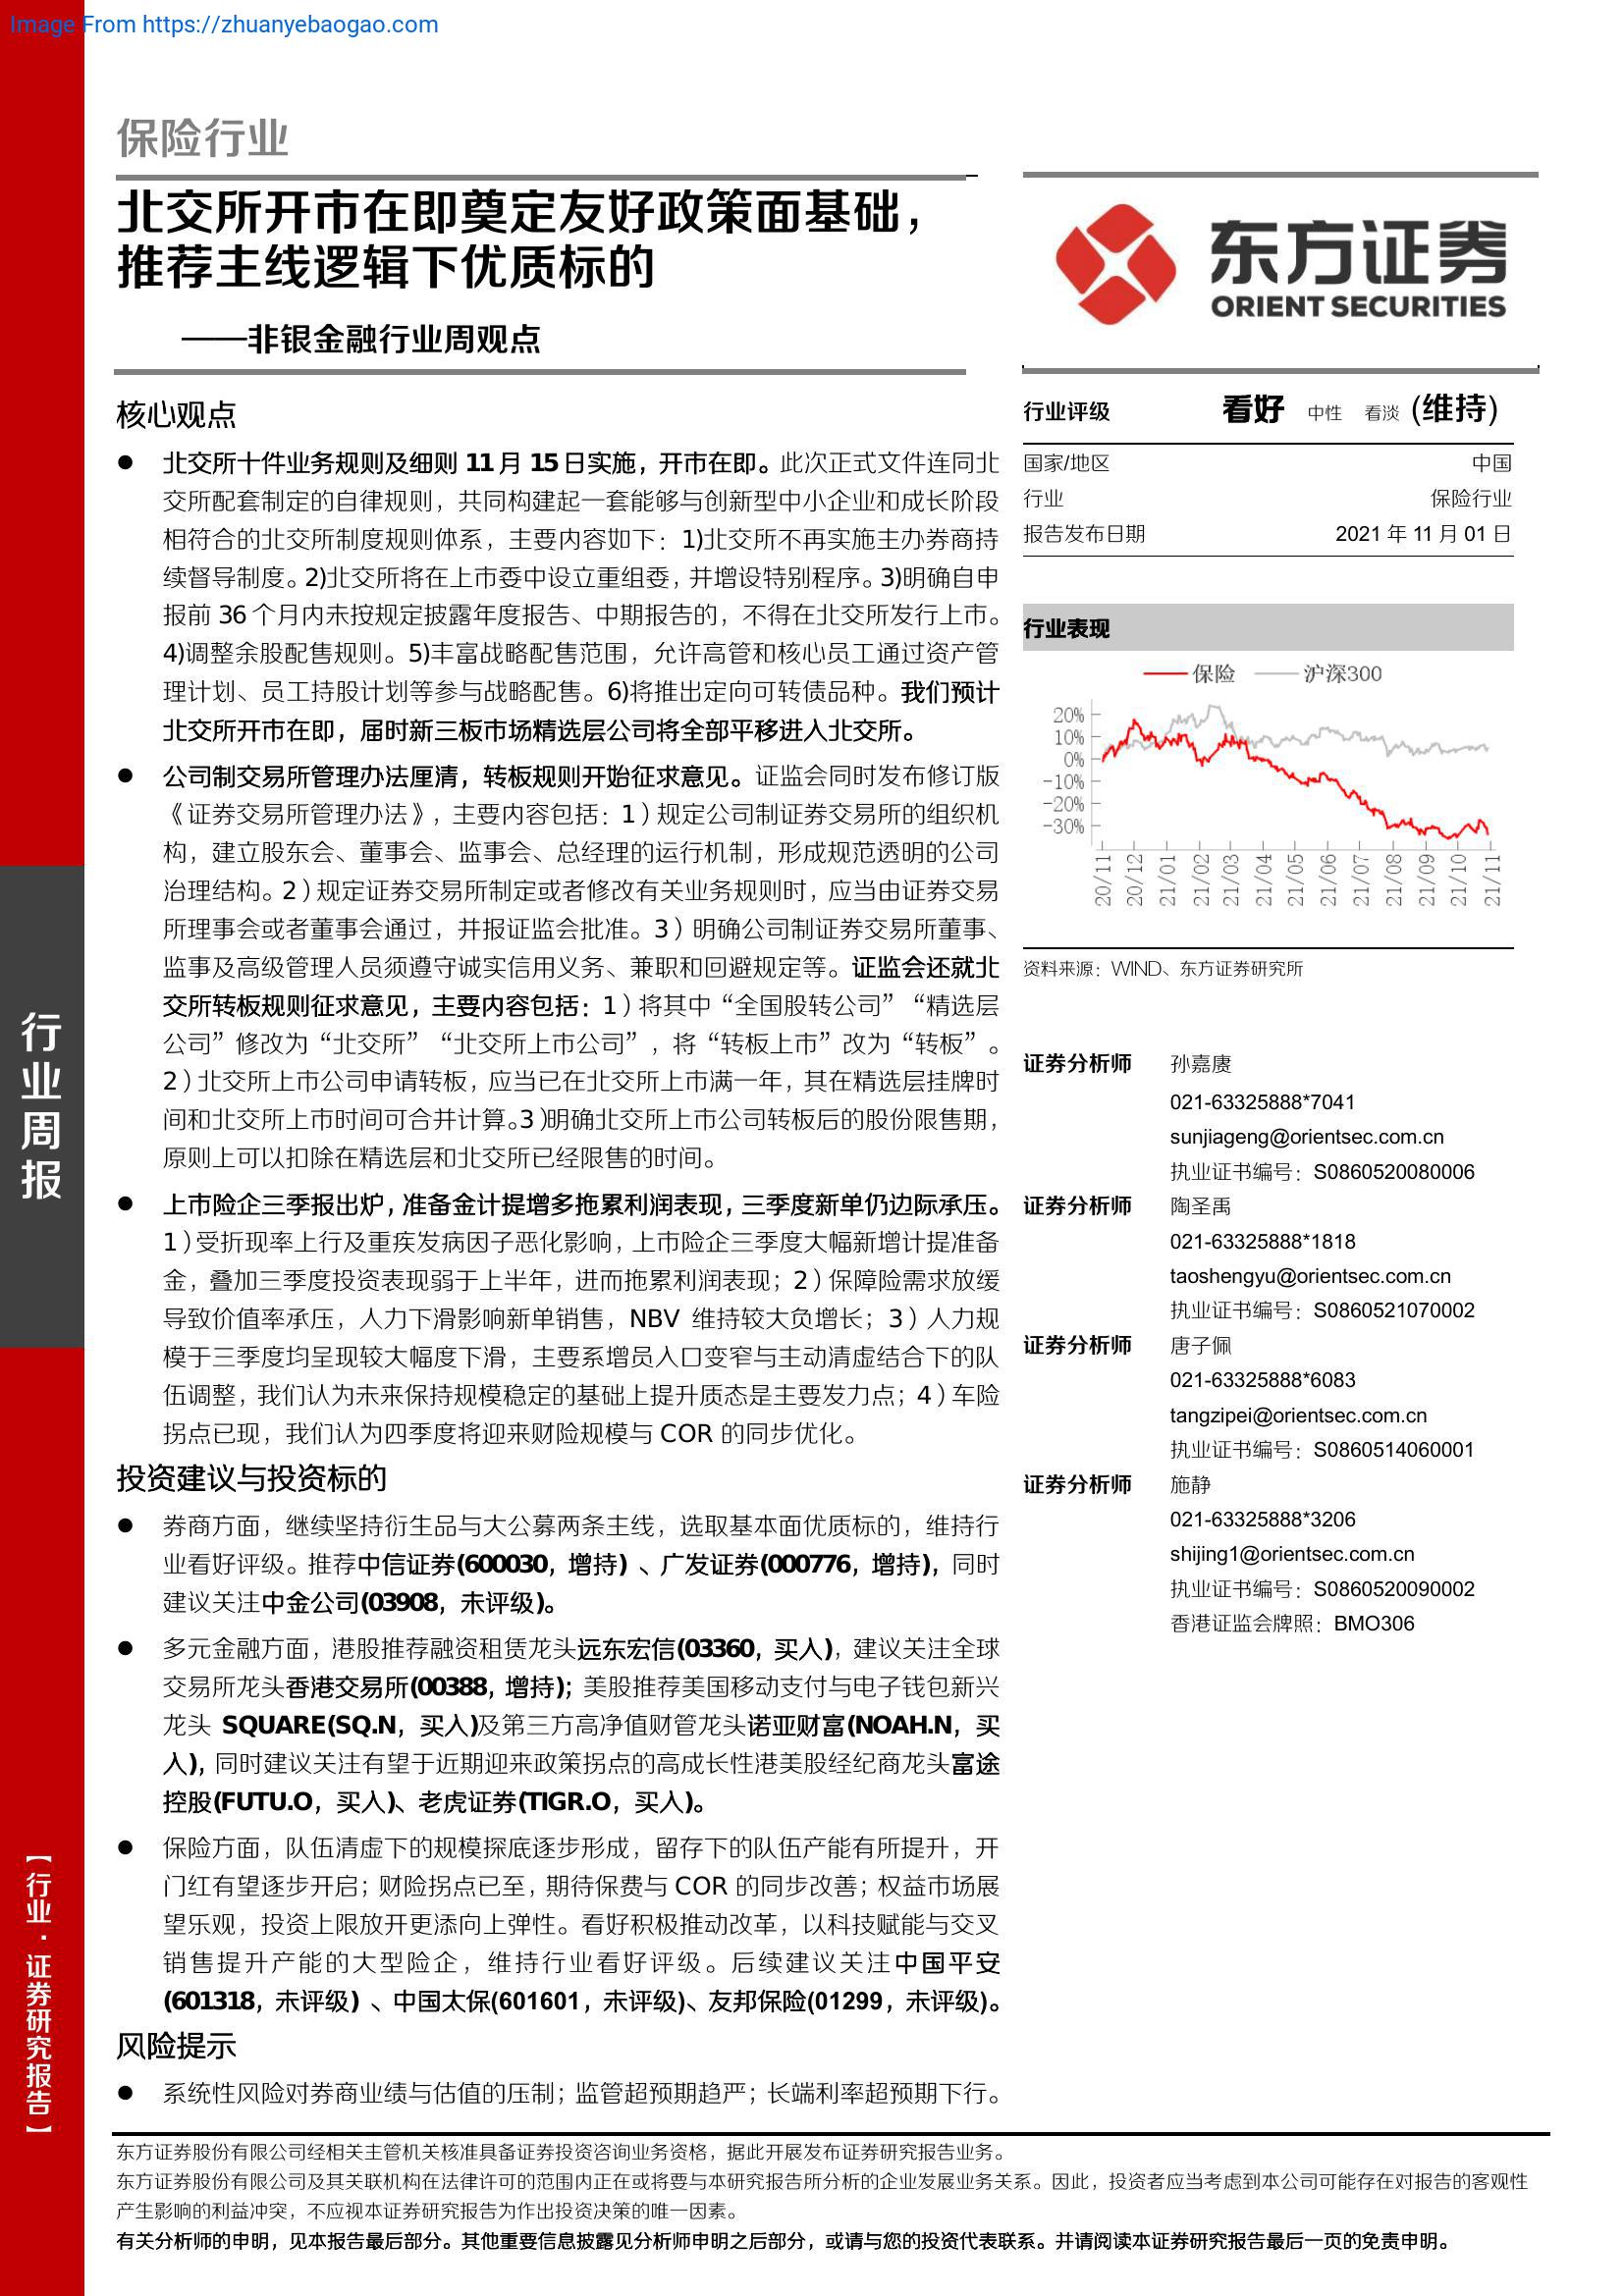 Image From https://zhuanyebaogao.com
保险行业
北交所开市在即奠定友好政策面基础，
推荐主线逻辑下优质标的
——非银金融行业周观点
东方证券
ORIENT SECURITIES
核心观点
● 北交所十件业务规则及细则 11 月 15 日实施，开市在即。此次正式文件连同北
交所配套制定的自律规则，共同构建起一套能够与创新型中小企业和成长阶段
相符合的北交所制度规则体系，主要内容如下：1)北交所不再实施主办券商持
续督导制度。2)北交所将在上市委中设立重组委，并增设特别程序。3)明确自申
报前 36 个月内未按规定披露年度报告、中期报告的，不得在北交所发行上市。
4)调整余股配售规则。5)丰富战略配售范围，允许高管和核心员工通过资产管
理计划、员工持股计划等参与战略配售。6)将推出定向可转债品种。我们预计
北交所开市在即，届时新三板市场精选层公司将全部平移进入北交所。
● 公司制交易所管理办法厘清，转板规则开始征求意见。证监会同时发布修订版
《证券交易所管理办法》，主要内容包括：1）规定公司制证券交易所的组织机
构，建立股东会、董事会、监事会、总经理的运行机制，形成规范透明的公司
治理结构。2）规定证券交易所制定或者修改有关业务规则时，应当由证券交易
所理事会或者董事会通过，并报证监会批准。3）明确公司制证券交易所董事、
监事及高级管理人员须遵守诚实信用义务、兼职和回避规定等。证监会还就北
交所转板规则征求意见，主要内容包括：1）将其中“全国股转公司”“精选层
公司”修改为“北交所”“北交所上市公司”，将“转板上市”改为“转板”。
2）北交所上市公司申请转板，应当已在北交所上市满一年，其在精选层挂牌时
间和北交所上市时间可合并计算。3）明确北交所上市公司转板后的股份限售期，
原则上可以扣除在精选层和北交所已经限售的时间。
● 上市险企三季报出炉，准备金计提增多拖累利润表现，三季度新单仍边际承压。
1）受折现率上行及重疾发病因子恶化影响，上市险企三季度大幅新增计提准备
金，叠加三季度投资表现弱于上半年，进而拖累利润表现；2）保障险需求放缓
导致价值率承压，人力下滑影响新单销售，NBV 维持较大负增长；3）人力规
模于三季度均呈现较大幅度下滑，主要系增员入口变窄与主动清虚结合下的队
伍调整，我们认为未来保持规模稳定的基础上提升质态是主要发力点；4）车险
拐点已现，我们认为四季度将迎来财险规模与 COR 的同步优化。
投资建议与投资标的
● 券商方面，继续坚持衍生品与大公募两条主线，选取基本面优质标的，维持行
业看好评级。推荐中信证券(600030，增持) 、广发证券(000776，增持)，同时
建议关注中金公司(03908，未评级)。
● 多元金融方面，港股推荐融资租赁龙头远东宏信(03360，买入)，建议关注全球
交易所龙头香港交易所(00388，增持)；美股推荐美国移动支付与电子钱包新兴
龙头 SQUARE(SQ.N，买入)及第三方高净值财管龙头诺亚财富(NOAH.N，买
入)，同时建议关注有望于近期迎来政策拐点的高成长性港美股经纪商龙头富途
控股(FUTU.O，买入)、老虎证券(TIGR.O，买入)。
● 保险方面，队伍清虚下的规模探底逐步形成，留存下的队伍产能有所提升，开
门红有望逐步开启；财险拐点已至，期待保费与 COR 的同步改善；权益市场展
望乐观，投资上限放开更添向上弹性。看好积极推动改革，以科技赋能与交叉
销售提升产能的大型险企，维持行业看好评级。后续建议关注中国平安
(601318，未评级) 、中国太保(601601，未评级)、友邦保险(01299，未评级)。
风险提示
● 系统性风险对券商业绩与估值的压制；监管超预期趋严；长端利率超预期下行。
行业评级 看好 中性 看淡 (维持)
国家/地区 中国
行业 保险行业
报告发布日期 2021 年 11 月 01 日
行业表现
保险 沪深300
20%
10%
0%
-10%
-20%
-30%
20/11 20/12 21/01 21/02 21/03 21/04 21/05 21/06 21/07 21/08 21/09 21/10 21/11
资料来源：WIND、东方证券研究所
证券分析师 孙嘉赓
021-63325888*7041
sunjiageng@orientsec.com.cn
执业证书编号：S0860520080006
证券分析师 陶圣禹
021-63325888*1818
taoshengyu@orientsec.com.cn
执业证书编号：S0860521070002
证券分析师 唐子佩
021-63325888*6083
tangzipei@orientsec.com.cn
执业证书编号：S0860514060001
证券分析师 施静
021-63325888*3206
shijing1@orientsec.com.cn
执业证书编号：S0860520090002
香港证监会牌照：BMO306
行业周报
【行业·证券研究报告】
东方证券股份有限公司经相关主管机关核准具备证券投资咨询业务资格，据此开展发布证券研究报告业务。
东方证券股份有限公司及其关联机构在法律许可的范围内正在或将要与本研究报告所分析的企业发展业务关系。因此，投资者应当考虑到本公司可能存在对报告的客观性
产生影响的利益冲突，不应视本证券研究报告为作出投资决策的唯一因素。
有关分析师的申明，见本报告最后部分。其他重要信息披露见分析师申明之后部分，或请与您的投资代表联系。并请阅读本证券研究报告最后一页的免责申明。